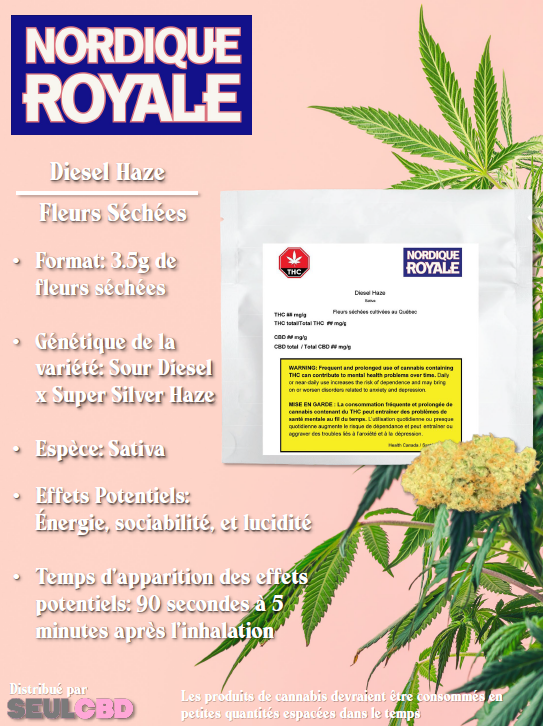 NORDIQUE
ROYALE
Diesel Haze
Fleurs Séchées
• Format: 3.5g de
fleurs séchées
• Génétique de la
variété: Sour Diesel
x Super Silver Haze
• Espèce: Sativa
• Effets Potentiels:
Énergie, sociabilité, et lucidité
• Temps d'apparition des effets
potentiels: 90 secondes à 5
minutes après l'inhalation
THC
NORDIQUE
ROYALE
Diesel Haze
Sativa
Fleurs séchées cultivées au Québec
THC ## mg/g
THC total/Total THC ## mg/g
CBD ## mg/g
CBD total / Total CBD ## mg/g
WARNING: Frequent and prolonged use of cannabis containing
THC can contribute to mental health problems over time. Daily
or near-daily use increases the risk of dependence and may bring
on or worsen disorders related to anxiety and depression.
MISE EN GARDE : La consommation fréquente et prolongée de
cannabis contenant du THC peut entraîner des problèmes de
santé mentale au fil du temps. L'utilisation quotidienne ou presque
quotidienne augmente le risque de dépendance et peut entraîner ou
aggraver des troubles liés à l'anxiété et à la dépression.
Health Canada /
Distribué par
SEULCBD
Les produits de cannabis devraient être consommés en
petites quantités espacées dans le temps